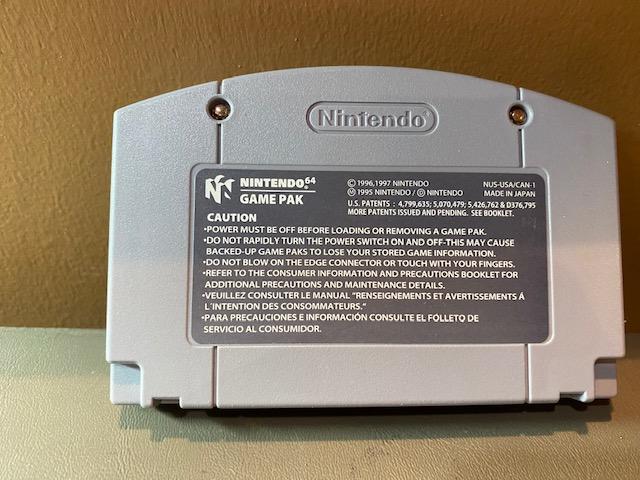 Nintendo®
NINTENDO64
GAME PAK
© 1996,1997 NINTENDO NUS-USA/CAN-1
Ⓜ 1995 NINTENDO / Ⓓ NINTENDO MADE IN JAPAN
U.S. PATENTS : 4,799,635; 5,070,479; 5,426,762 & D376,795
MORE PATENTS ISSUED AND PENDING. SEE BOOKLET.
CAUTION
•POWER MUST BE OFF BEFORE LOADING OR REMOVING A GAME PAK.
•DO NOT RAPIDLY TURN THE POWER SWITCH ON AND OFF-THIS MAY CAUSE
BACKED-UP GAME PAKS TO LOSE YOUR STORED GAME INFORMATION.
•DO NOT BLOW ON THE EDGE CONNECTOR OR TOUCH WITH YOUR FINGERS.
•REFER TO THE CONSUMER INFORMATION AND PRECAUTIONS BOOKLET FOR
ADDITIONAL PRECAUTIONS AND MAINTENANCE DETAILS.
•VEUILLEZ CONSULTER LE MANUAL "RENSEIGNEMENTS ET AVERTISSEMENTS Á
L'INTENTION DES CONSOMMATEURS."
•PARA PRECAUCIONES E INFORMACIÓN CONSULTE EL FOLLETO DE
SERVICIO AL CONSUMIDOR.